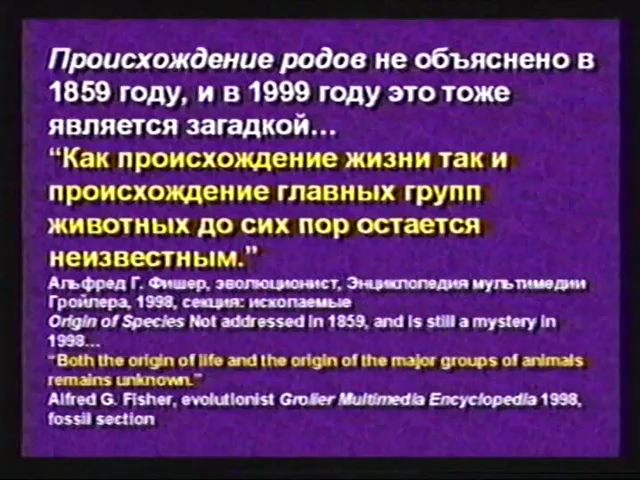 Происхождение родов не объяснено в
1859 году, и в 1999 году это тоже
является загадкой…
“Как происхождение жизни так и
происхождение главных групп
животных до сих пор остается
неизвестным.”
Альфред Г. Фишер, эволюционист, Энциклопедия мультимедии
Гройлера, 1998, секция: ископаемые
Origin of Species Not addressed in 1859, and is still a mystery in
1998…
“Both the origin of life and the origin of the major groups of animals
remains unknown.”
Alfred G. Fisher, evolutionist Grolier Multimedia Encyclopedia 1998,
fossil section